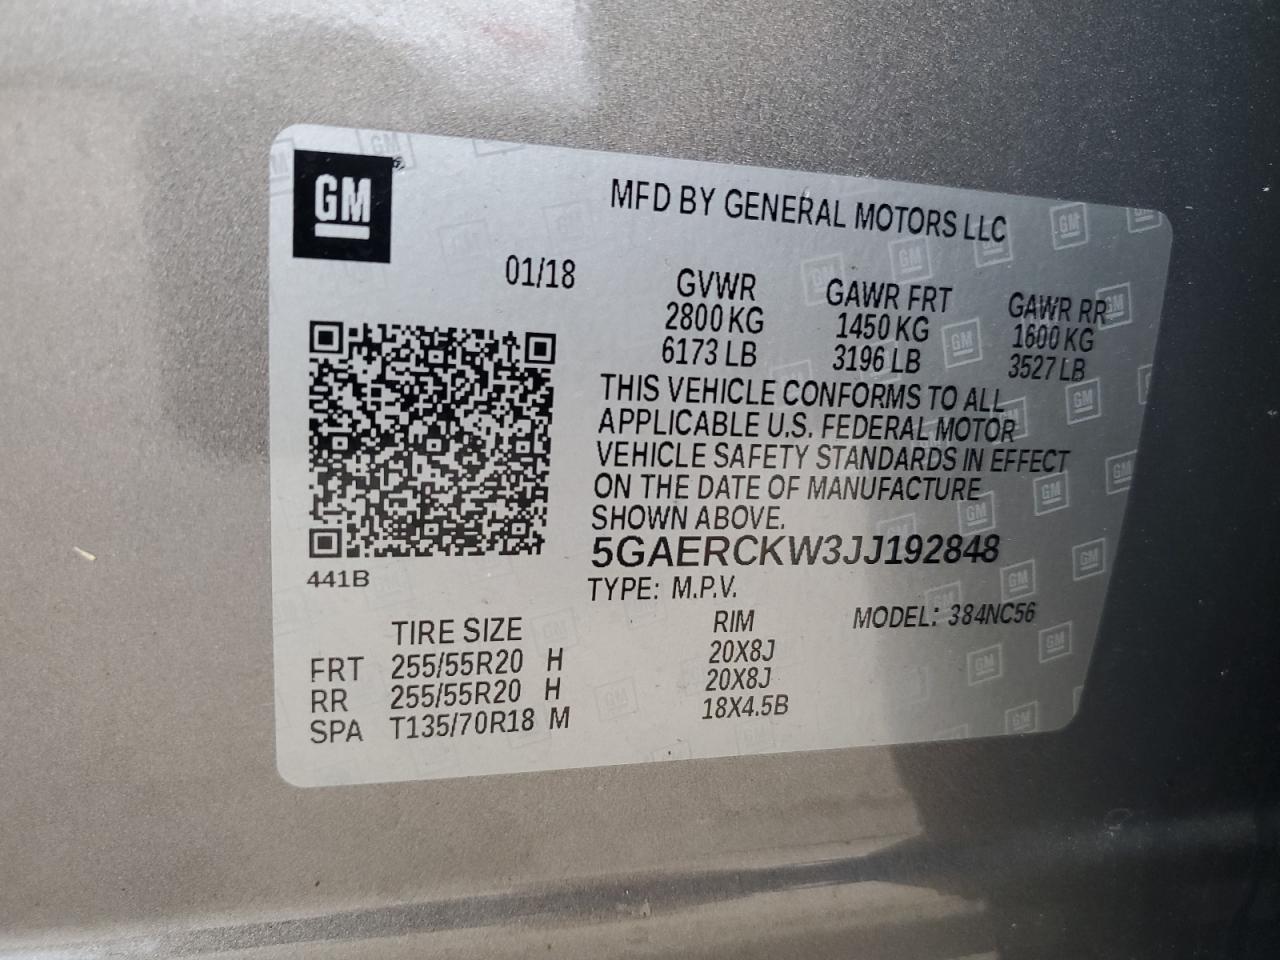 GM
MFD BY GENERAL MOTORS LLC
01/18
GVWR GAWR FRT GAWR RR
2800 KG 1450 KG 1600 KG
6173 LB 3196 LB 3527 LB
THIS VEHICLE CONFORMS TO ALL
APPLICABLE U.S. FEDERAL MOTOR
VEHICLE SAFETY STANDARDS IN EFFECT
ON THE DATE OF MANUFACTURE
SHOWN ABOVE.
5GAERCKW3JJ192848
441B
TYPE: M.P.V.
MODEL: 384NC56
TIRE SIZE RIM
FRT 255/55R20 H 20X8J
RR 255/55R20 H 20X8J
SPA T135/70R18 M 18X4.5B